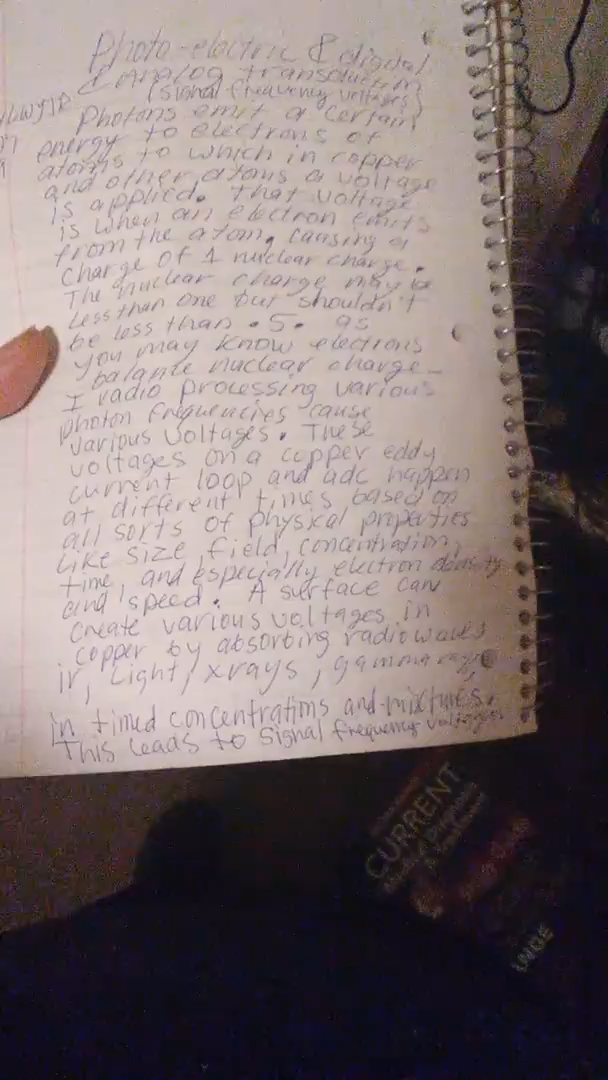 Photo-electric & digital
& Analog transduction
(signal frequency voltages)
Photons emit a certain
energy to electrons of
atoms to which in copper
and other atoms a voltage
is applied. That voltage
is when an electron emits
from the atom, causing a
charge of 1 nuclear charge.
The nuclear charge may be
less than one but shouldn't
be less than .5. as
you may know electrons
balance nuclear charge -
I radio processing various
photon frequencies cause
various voltages. These
voltages on a copper eddy
current loop and adc happen
at different times based on
all sorts of physical properties
like size, field, concentration,
time, and especially electron density
and speed. A surface can
create various voltages in
copper by absorbing radiowaves
ir, light, xrays, gamma rays,
in timed concentrations and mixtures.
This leads to signal frequency voltages
CURRENT
Medical Diagnosis
LANGE